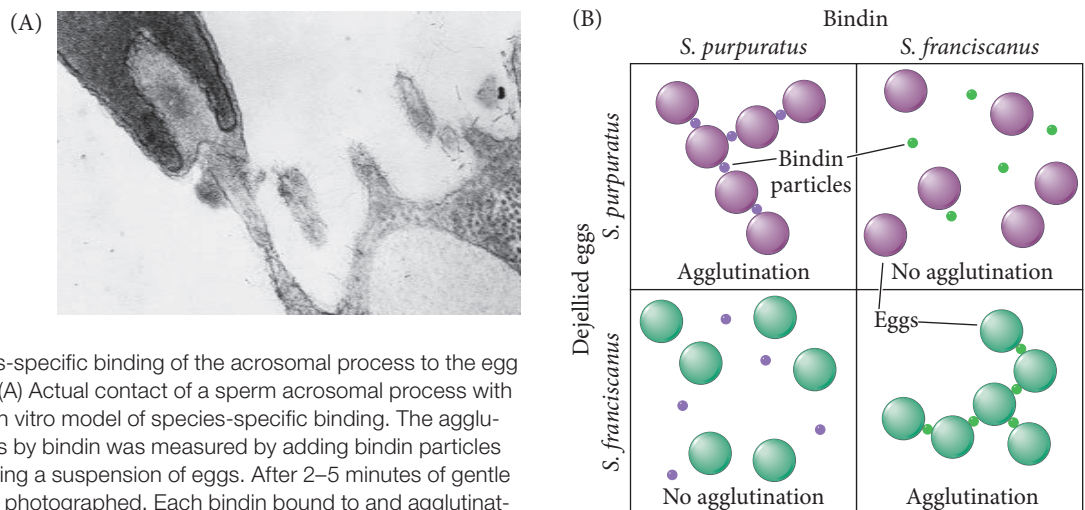 (A)
s-specific binding of the acrosomal process to the egg
(A) Actual contact of a sperm acrosomal process with
n vitro model of species-specific binding. The agglu-
s by bindin was measured by adding bindin particles
ing a suspension of eggs. After 2–5 minutes of gentle
photographed. Each bindin bound to and agglutinat-
(B)
Bindin
S. purpuratus
S. franciscanus
Dejellied eggs
S. purpuratus
Bindin
particles
Agglutination
No agglutination
S. franciscanus
Eggs
No agglutination
Agglutination